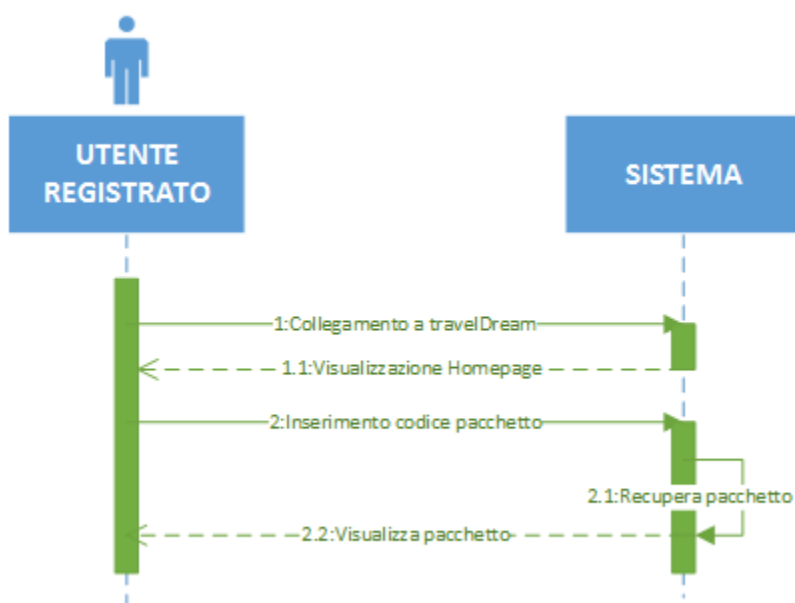 UTENTE
REGISTRATO
SISTEMA
1:Collegamento a travelDream
1.1:Visualizzazione Homepage
2:Inserimento codice pacchetto
2.1:Recupera pacchetto
2.2:Visualizza pacchetto